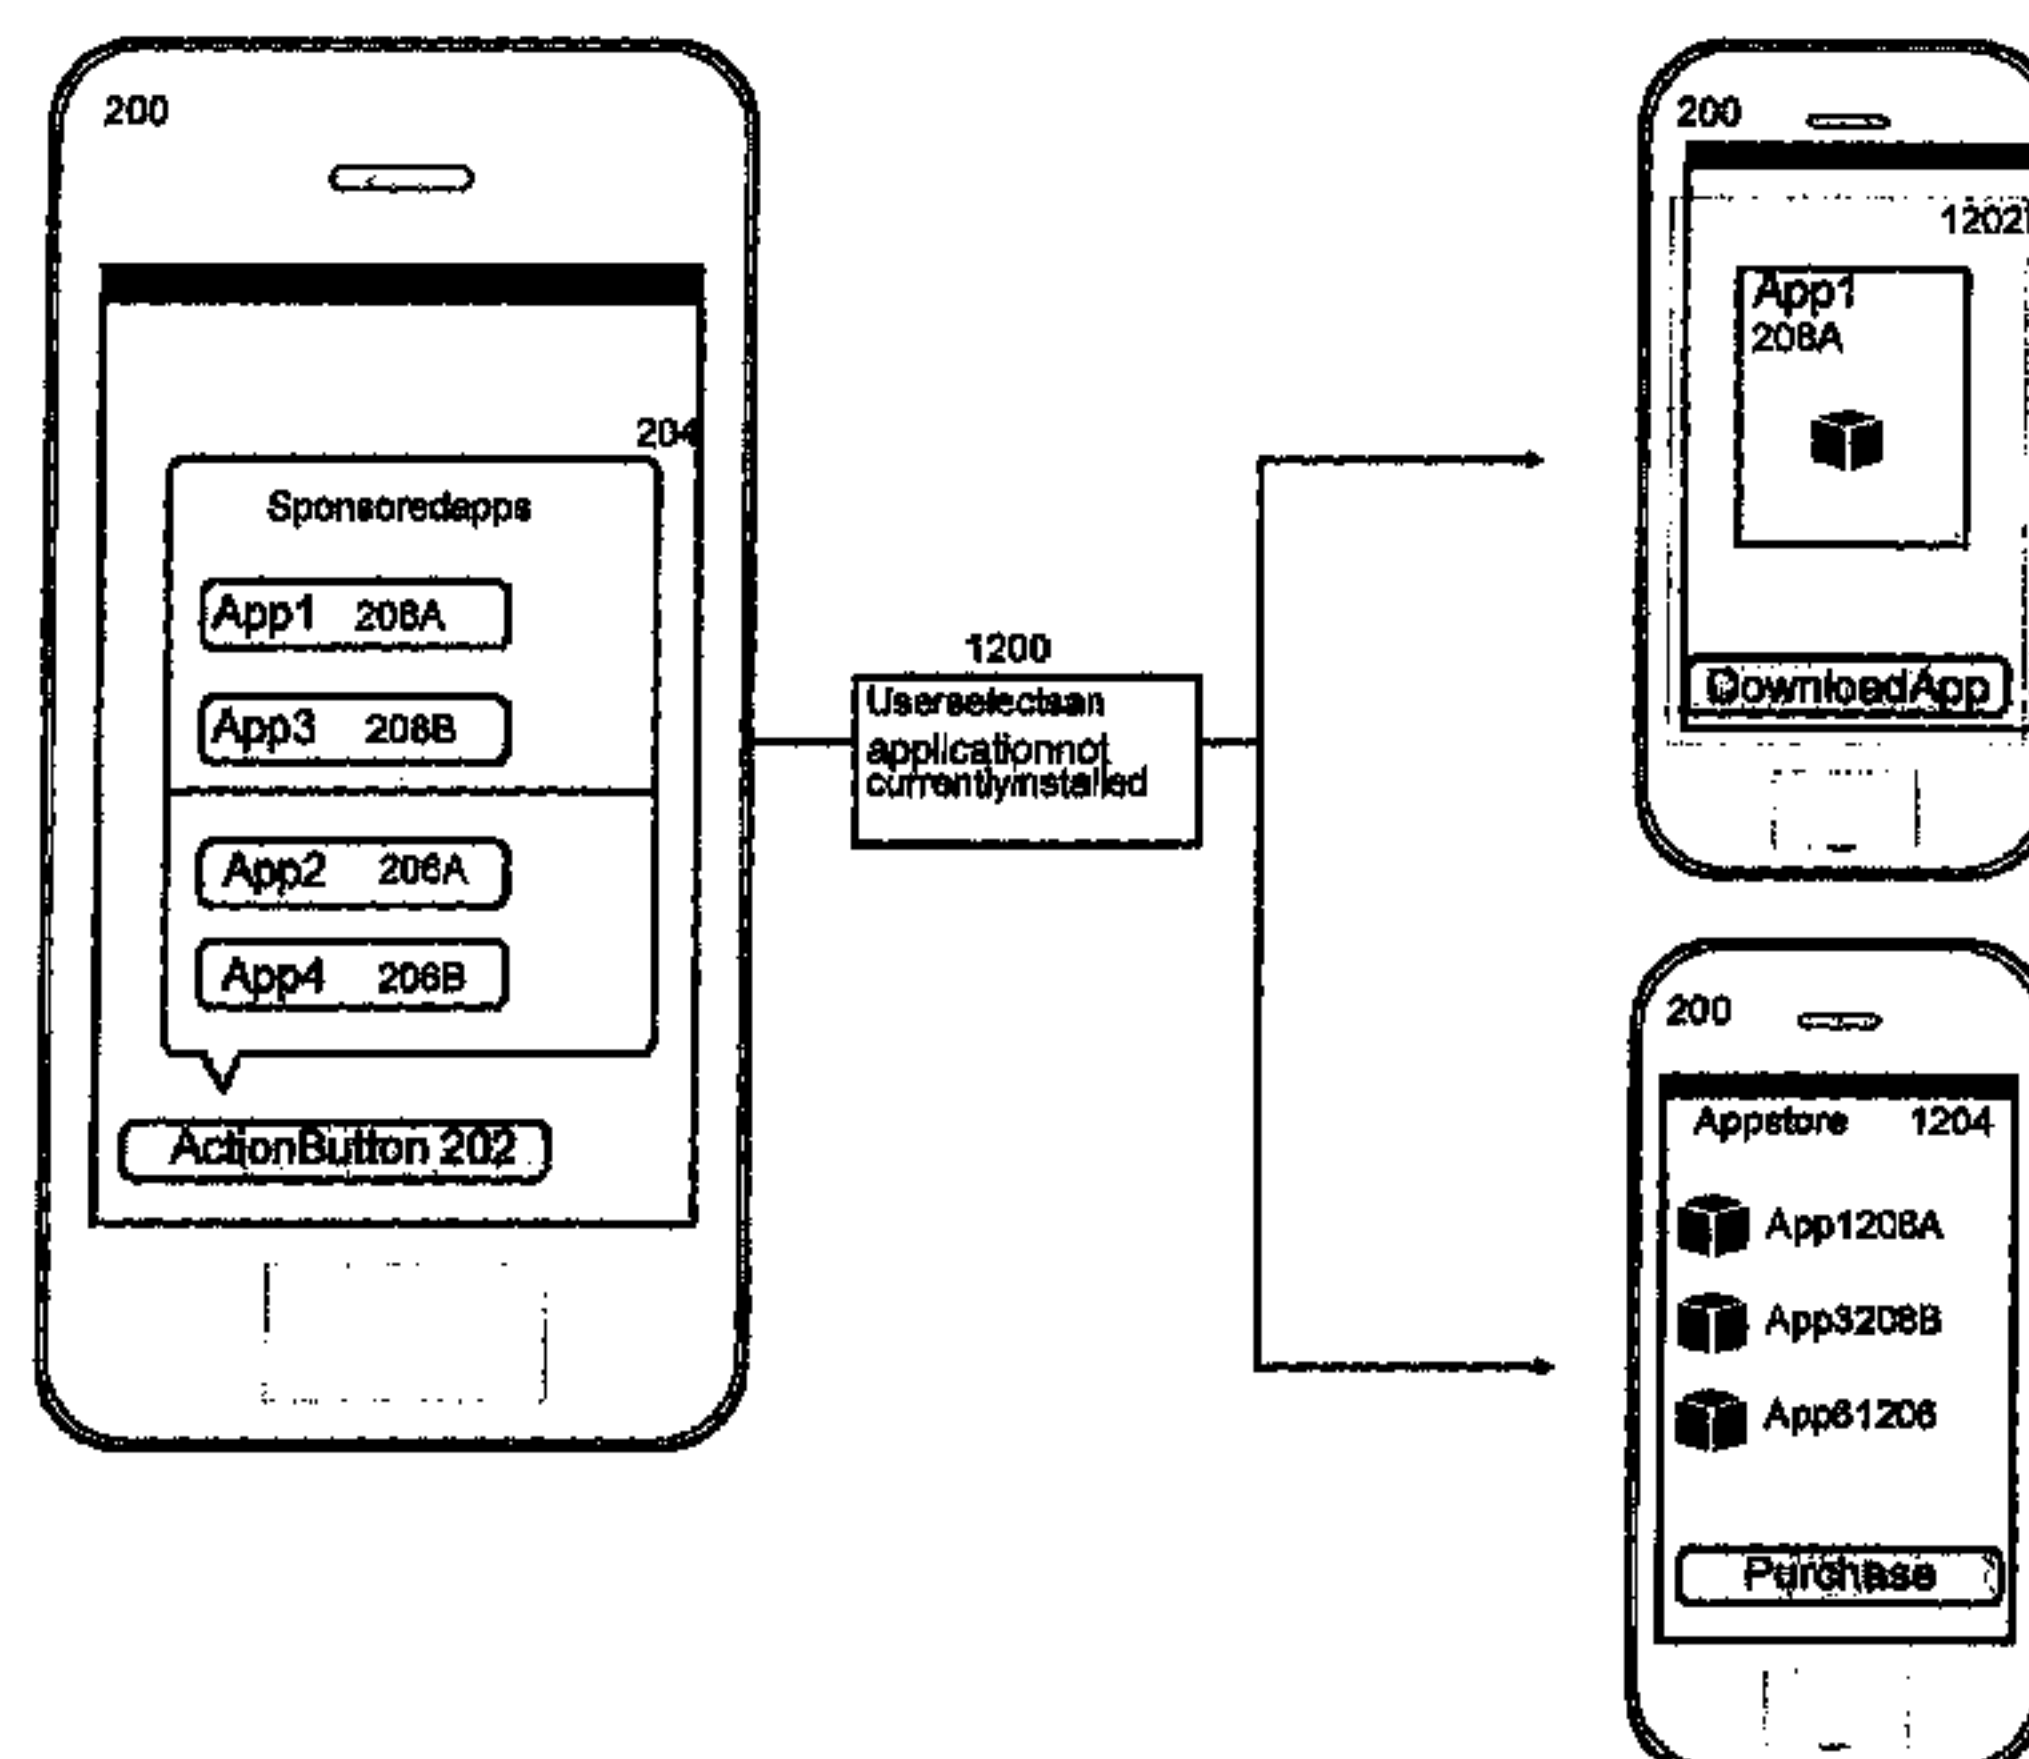 200
204
Sponsoredapps
App1 208A
App3 208B
App2 206A
App4 206B
ActionButton 202
1200
Userselectsan
applicationnot
currentlyinstalled
200
1202
App1
208A
DownloadApp
200
Appstore 1204
App1208A
App3208B
App61206
Purchase